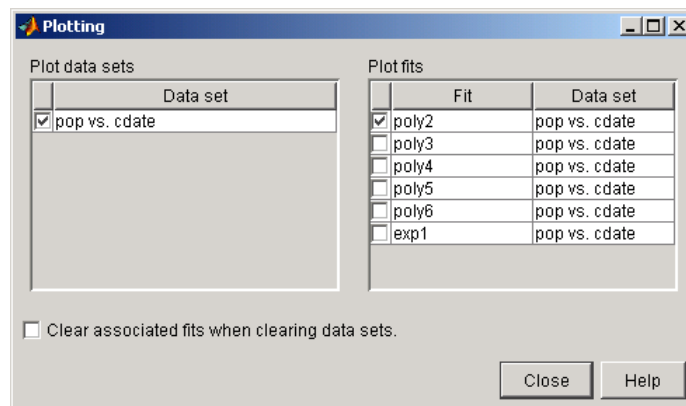 Plotting
Plot data sets
Data set
pop vs. cdate
Plot fits
Fit Data set
poly2 pop vs. cdate
poly3 pop vs. cdate
poly4 pop vs. cdate
poly5 pop vs. cdate
poly6 pop vs. cdate
exp1 pop vs. cdate
Clear associated fits when clearing data sets.
Close Help